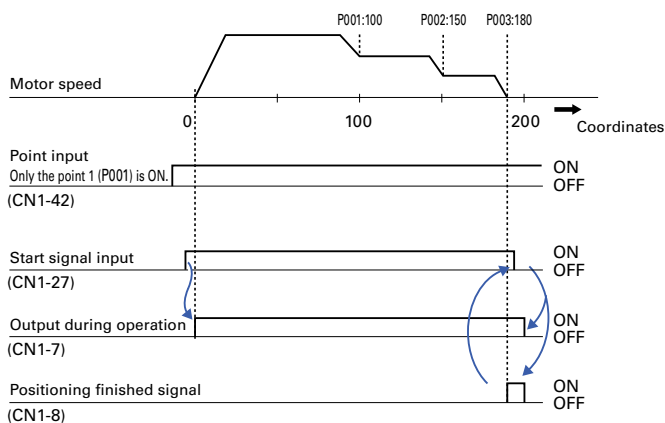 P001:100 P002:150 P003:180
Motor speed
0 100 200
Coordinates
Point input
Only the point 1 (P001) is ON.
ON
OFF
(CN1-42)
Start signal input
ON
OFF
(CN1-27)
Output during operation
ON
OFF
(CN1-7)
Positioning finished signal
ON
OFF
(CN1-8)